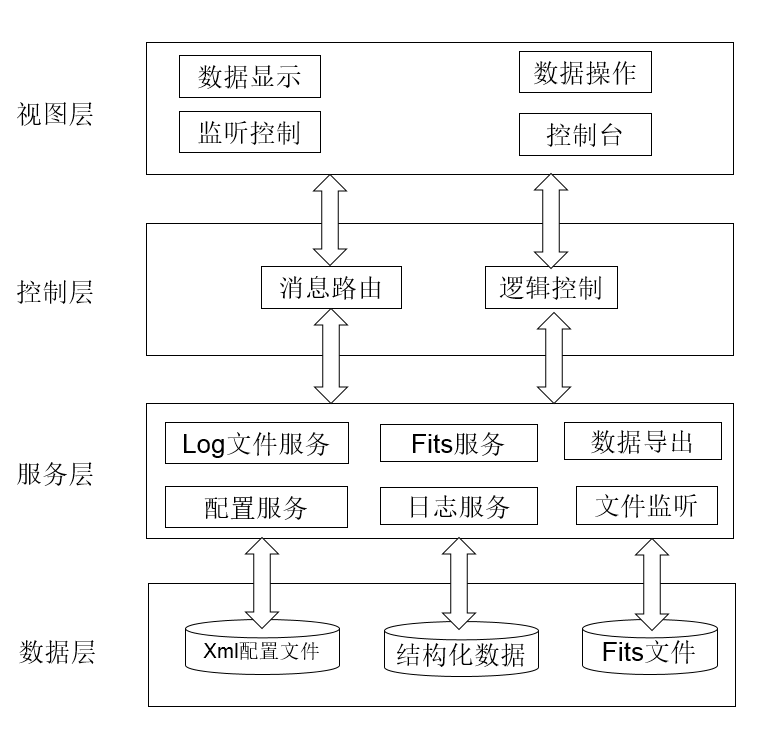 视图层
数据显示
数据操作
监听控制
控制台
控制层
消息路由
逻辑控制
服务层
Log文件服务
Fits服务
数据导出
配置服务
日志服务
文件监听
数据层
Xml配置文件
结构化数据
Fits文件